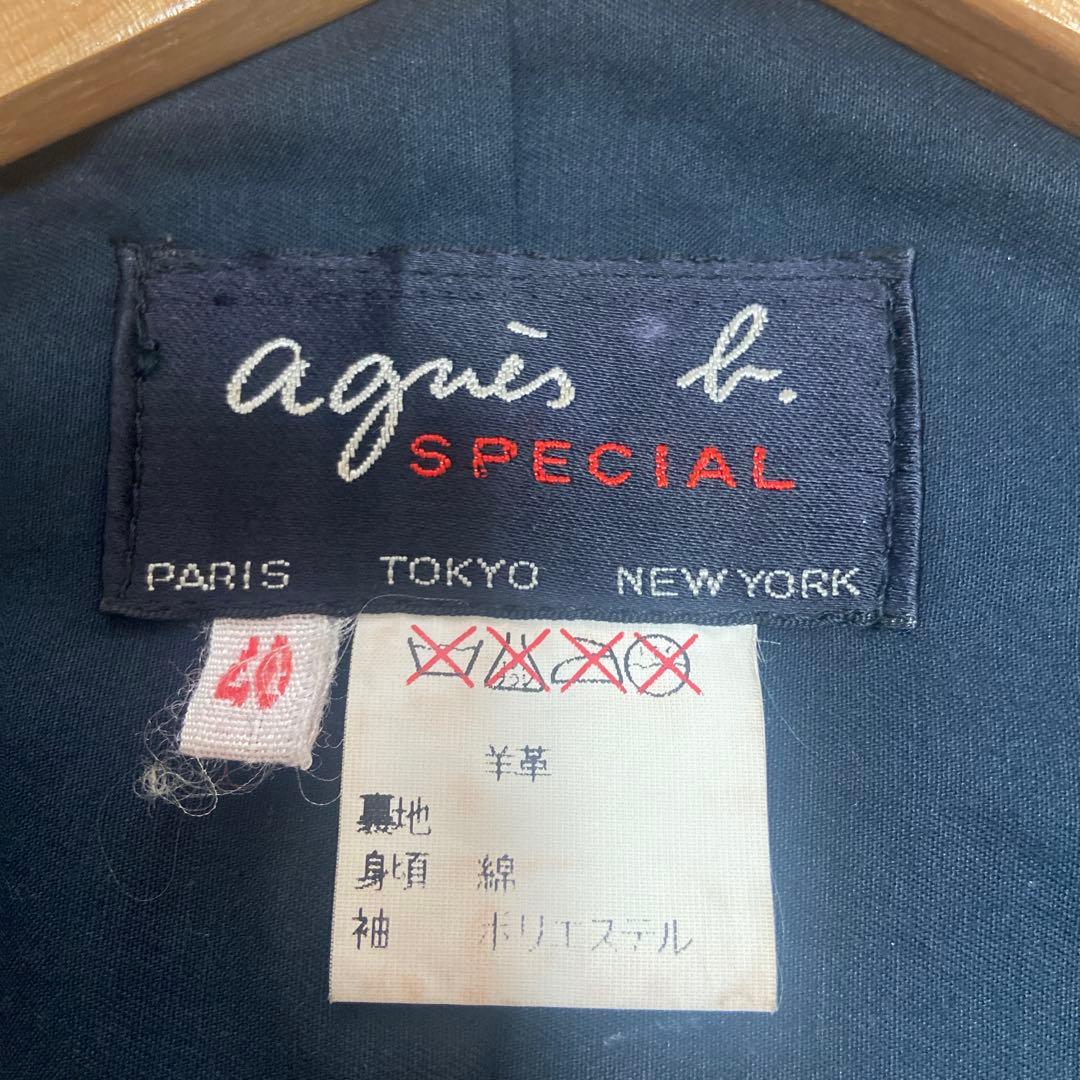 agnès b.
SPECIAL
PARIS TOKYO NEW YORK
40
羊革
裏地
身頃 綿
袖 ポリエステル